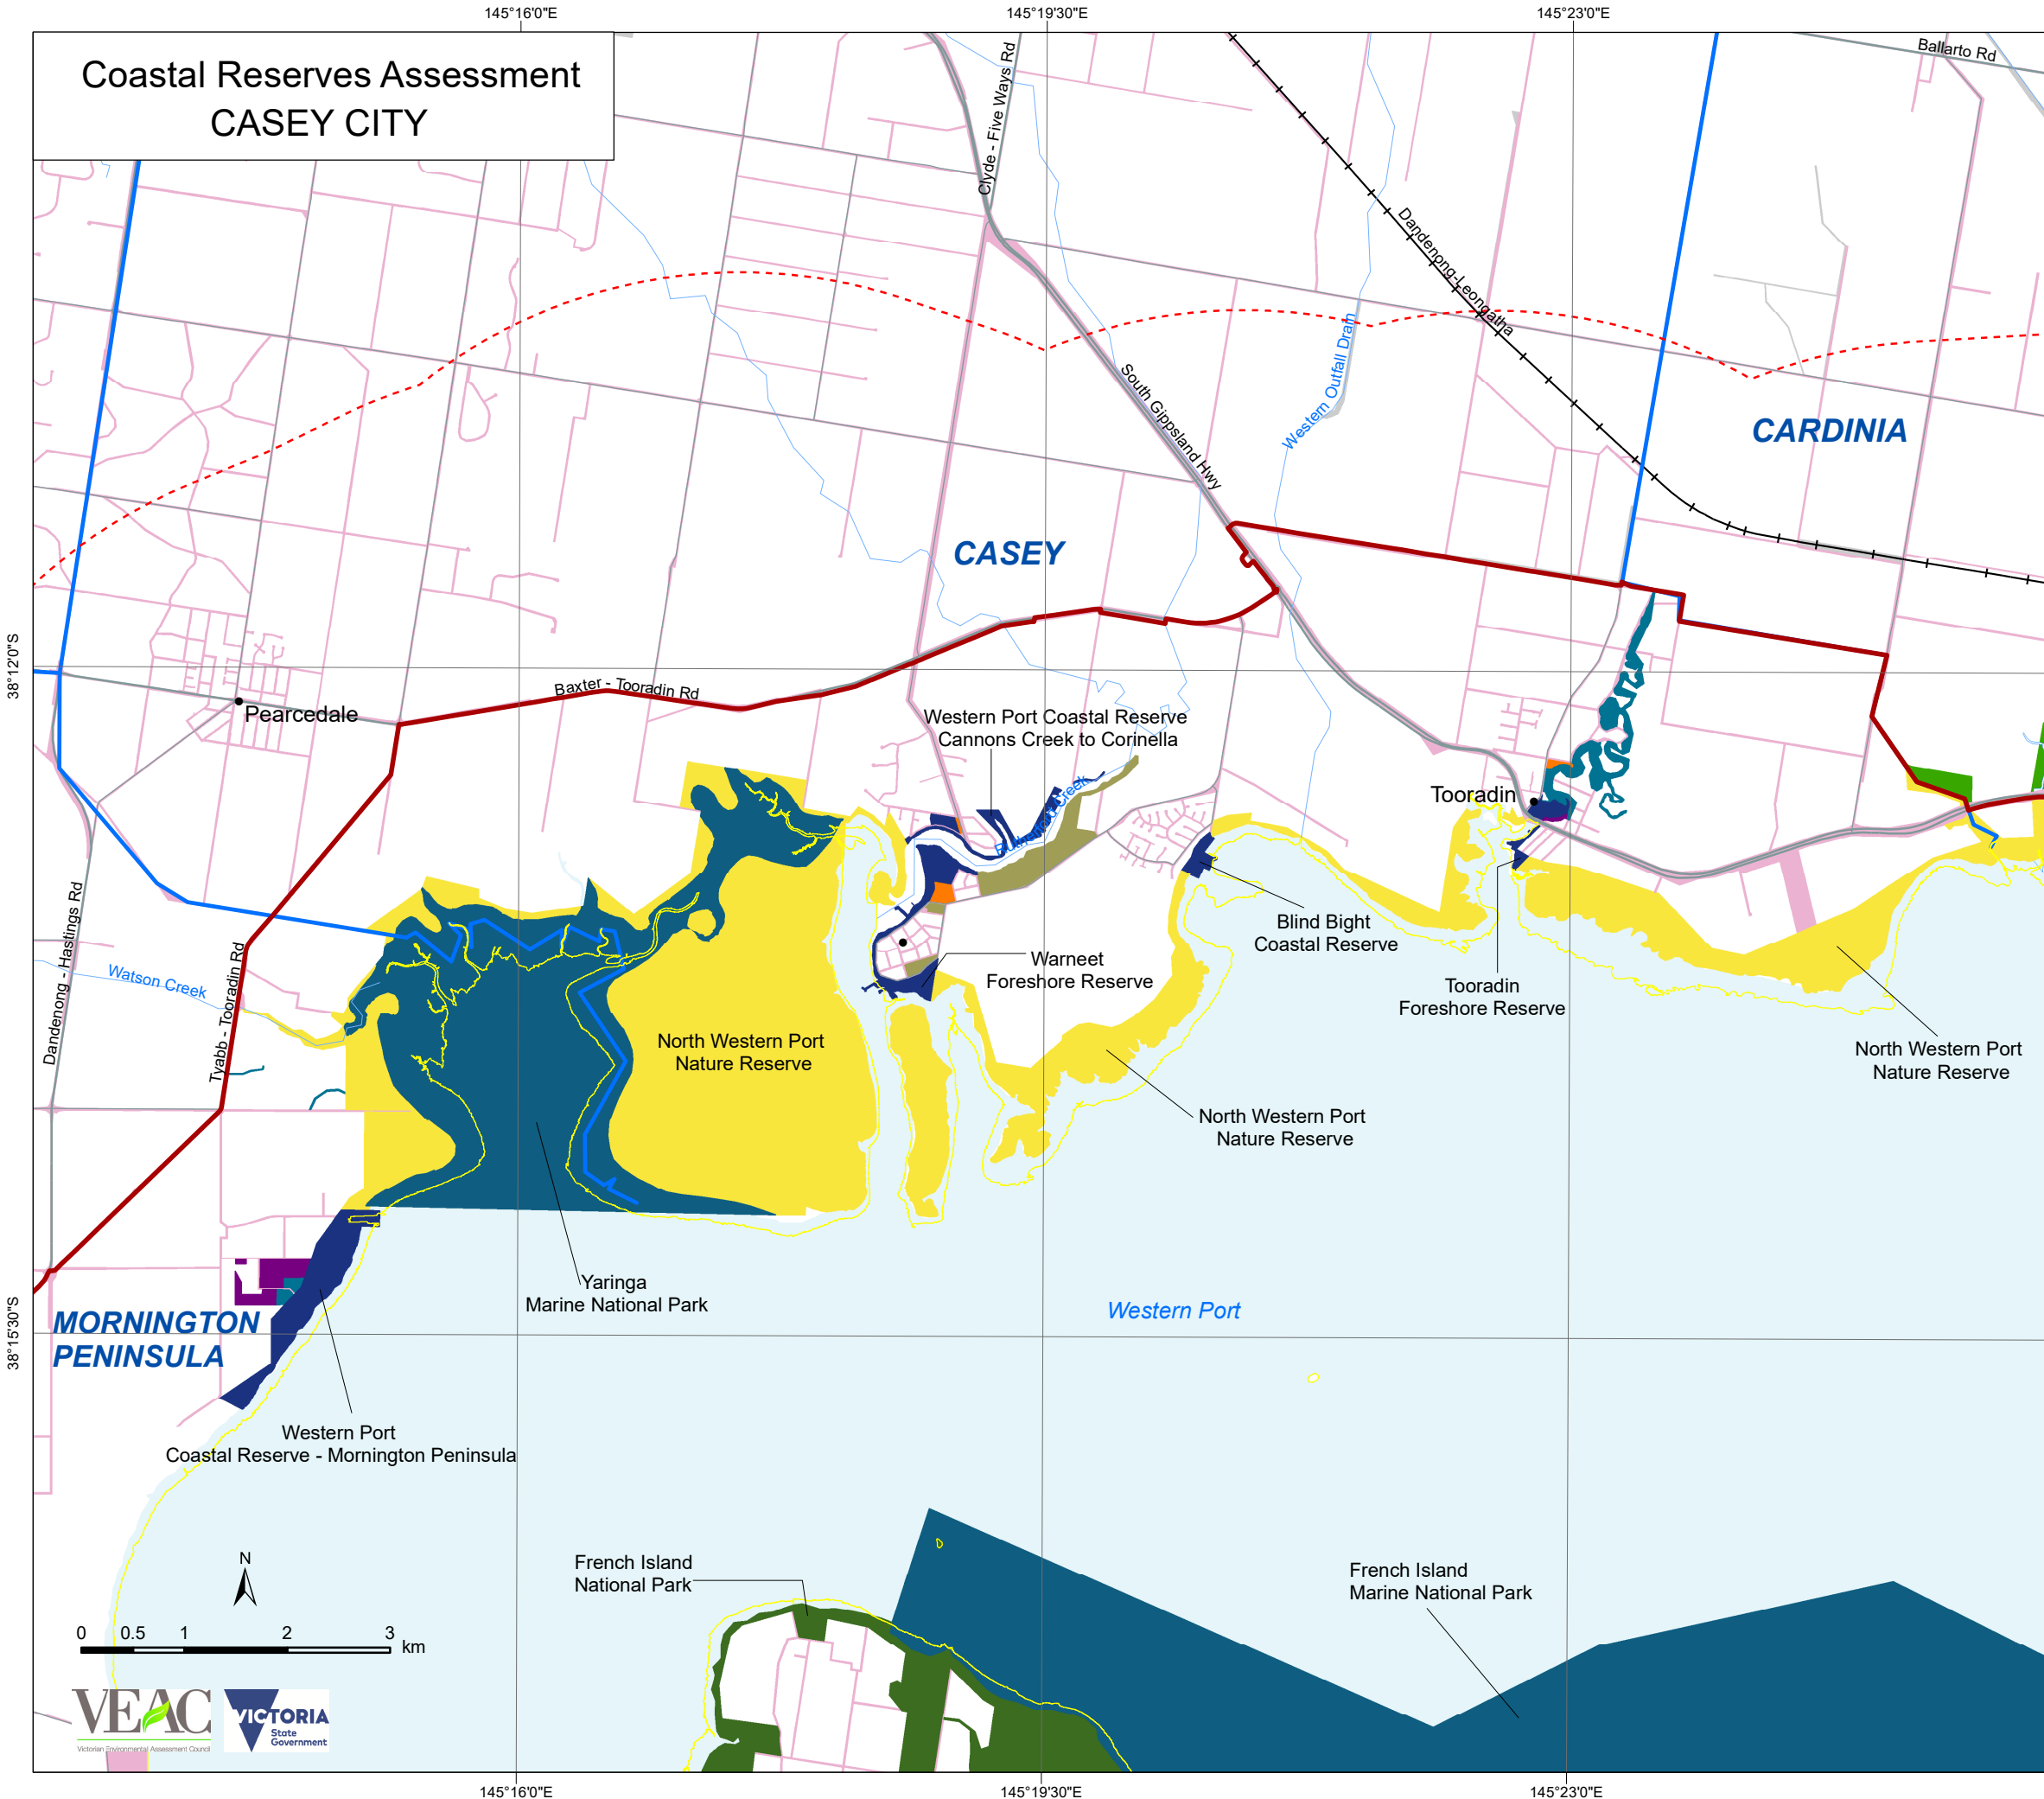 145°16'0"E
145°19'30"E
145°23'0"E
Coastal Reserves Assessment
CASEY CITY
Ballarto Rd
Clyde - Five Ways Rd
Dandenong-Leongatha
Western Outfall Drain
South Gippsland Hwy
CARDINIA
CASEY
38°12'0"S
Baxter - Tooradin Rd
Pearcedale
Western Port Coastal Reserve
Cannons Creek to Corinella
Tooradin
Blind Bight
Coastal Reserve
Warneet
Foreshore Reserve
Tooradin
Foreshore Reserve
Dandenong - Hastings Rd
Watson Creek
Tyabb - Tooradin Rd
North Western Port
Nature Reserve
North Western Port
Nature Reserve
North Western Port
Nature Reserve
Yaringa
Marine National Park
Western Port
38°15'30"S
MORNINGTON
PENINSULA
Western Port
Coastal Reserve - Mornington Peninsula
French Island
National Park
French Island
Marine National Park
N
0 0.5 1 2 3
km
VEAC
Victorian Environmental Assessment Council
VICTORIA
State
Government
145°16'0"E
145°19'30"E
145°23'0"E